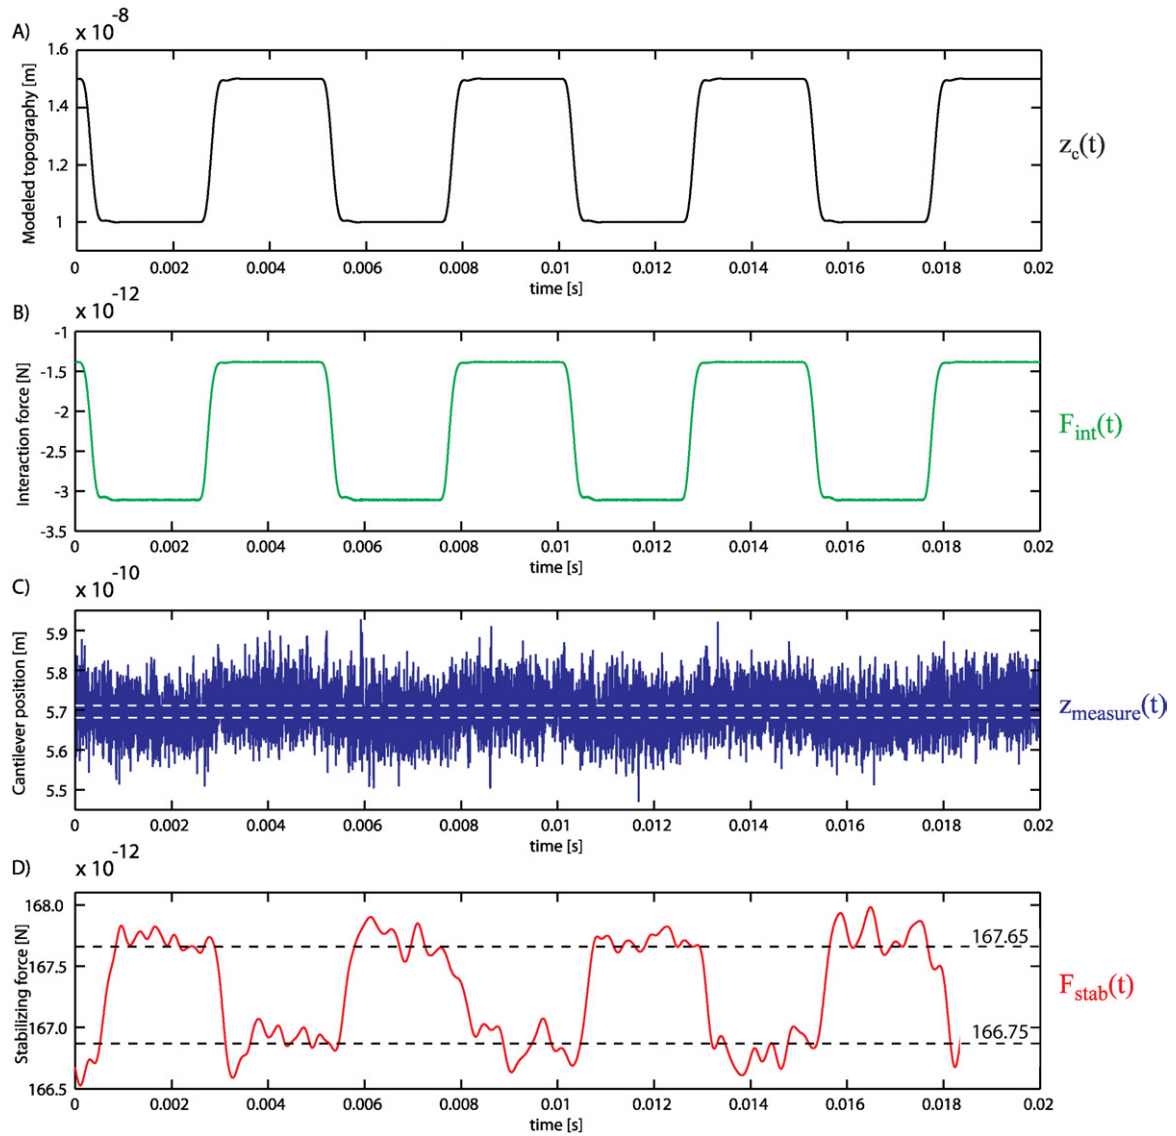 A)
x 10
-8
1.6
1.4
1.2
1
Modeled topography [m]
0 0.002 0.004 0.006 0.008 0.01 0.012 0.014 0.016 0.018 0.02
time [s]
z_c(t)
B)
x 10
-12
-1
-1.5
-2
-2.5
-3
-3.5
Interaction force [N]
0 0.002 0.004 0.006 0.008 0.01 0.012 0.014 0.016 0.018 0.02
time [s]
F_int(t)
C)
x 10
-10
5.9
5.8
5.7
5.6
5.5
Cantilever position [m]
0 0.002 0.004 0.006 0.008 0.01 0.012 0.014 0.016 0.018 0.02
time [s]
z_measure(t)
D)
x 10
-12
168.0
167.5
167.0
166.5
Stabilizing force [N]
167.65
166.75
0 0.002 0.004 0.006 0.008 0.01 0.012 0.014 0.016 0.018 0.02
time [s]
F_stab(t)